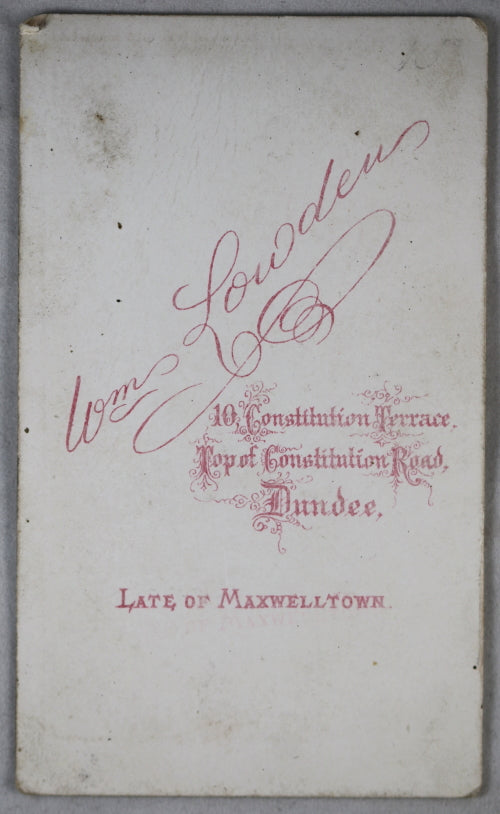 Wm Lowden
10, Constitution Terrace,
Top of Constitution Road,
Dundee,
LATE OF MAXWELLTOWN.